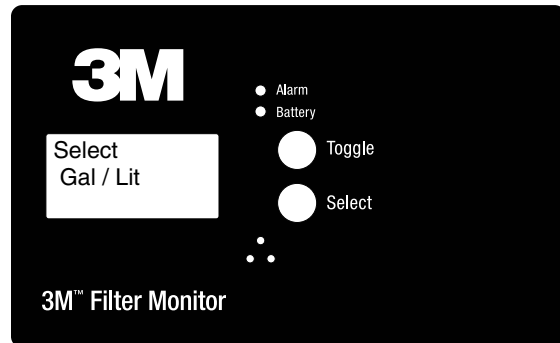 3M
Alarm
Battery
Select
Gal / Lit
Toggle
Select
3M™ Filter Monitor